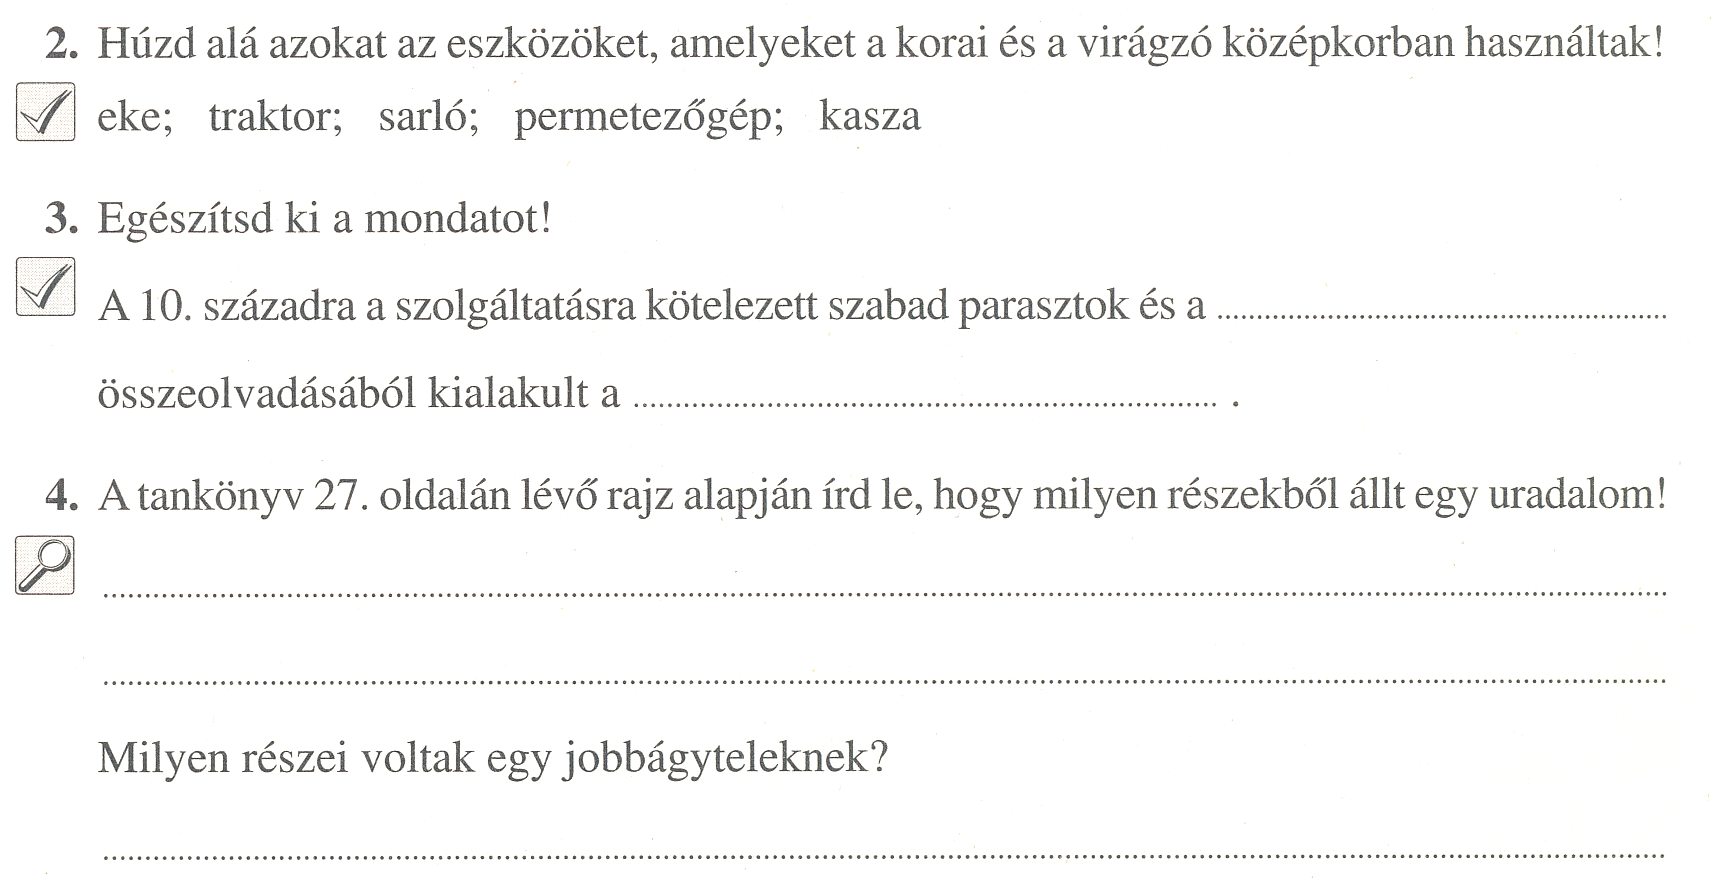 2. Húzd alá azokat az eszközöket, amelyeket a korai és a virágzó középkorban használtak!
eke; traktor; sarló; permetezőgép; kasza
3. Egészítsd ki a mondatot!
A 10. századra a szolgáltatásra kötelezett szabad parasztok és a ........................................
összeolvadásából kialakult a .................................................... .
4. A tankönyv 27. oldalán lévő rajz alapján írd le, hogy milyen részekből állt egy uradalom!
Milyen részei voltak egy jobbágyteleknek?